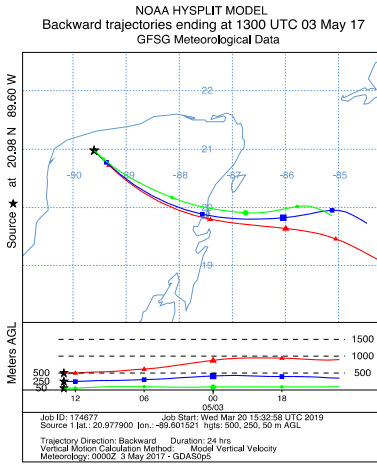 NOAA HYSPLIT MODEL
Backward trajectories ending at 1300 UTC 03 May 17
GFSG Meteorological Data
Source ★ at 20.98 N 89.60 W
22
21
-90 -89 -88 -87 -86 -85
20
19
Meters AGL
1500
1000
500 500
250
50
12 06 00 18
05/03
Job ID: 174677 Job Start: Wed Mar 20 15:32:58 UTC 2019
Source 1 lat.: 20.977900 lon.: -89.601521 hgts: 500, 250, 50 m AGL
Trajectory Direction: Backward Duration: 24 hrs
Vertical Motion Calculation Method: Model Vertical Velocity
Meteorology: 0000Z 3 May 2017 - GDAS0p5